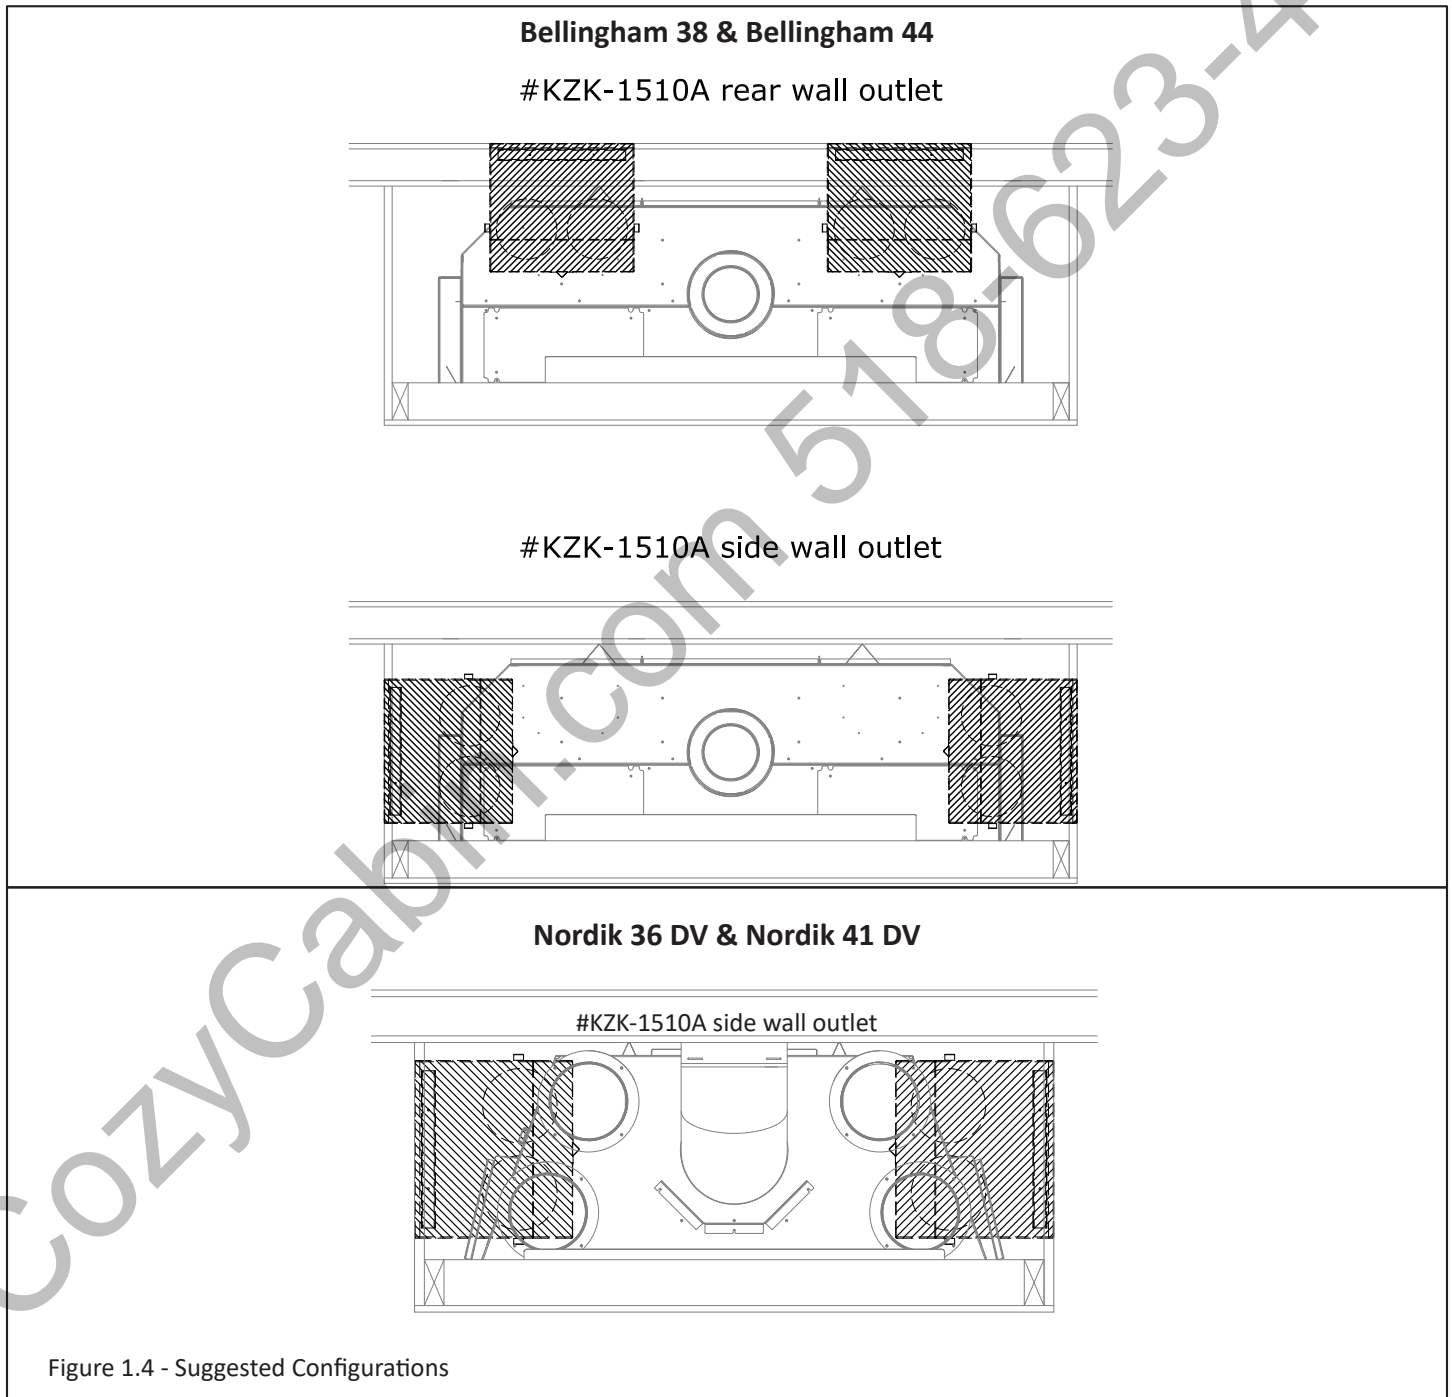 Bellingham 38 & Bellingham 44
#KZK-1510A rear wall outlet
#KZK-1510A side wall outlet
Nordik 36 DV & Nordik 41 DV
#KZK-1510A side wall outlet
Figure 1.4 - Suggested Configurations
CozyCabin.com 518-623-4